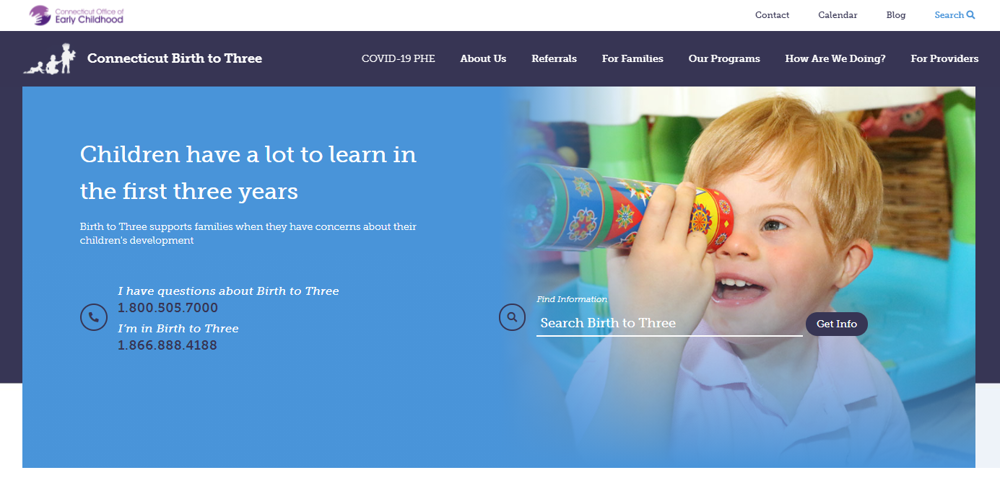 Connecticut Office of
Early Childhood
Contact
Calendar
Blog
Search
Connecticut Birth to Three
COVID-19 PHE
About Us
Referrals
For Families
Our Programs
How Are We Doing?
For Providers
Children have a lot to learn in
the first three years
Birth to Three supports families when they have concerns about their
children's development
I have questions about Birth to Three
1.800.505.7000
I'm in Birth to Three
1.866.888.4188
Find Information
Search Birth to Three
Get Info